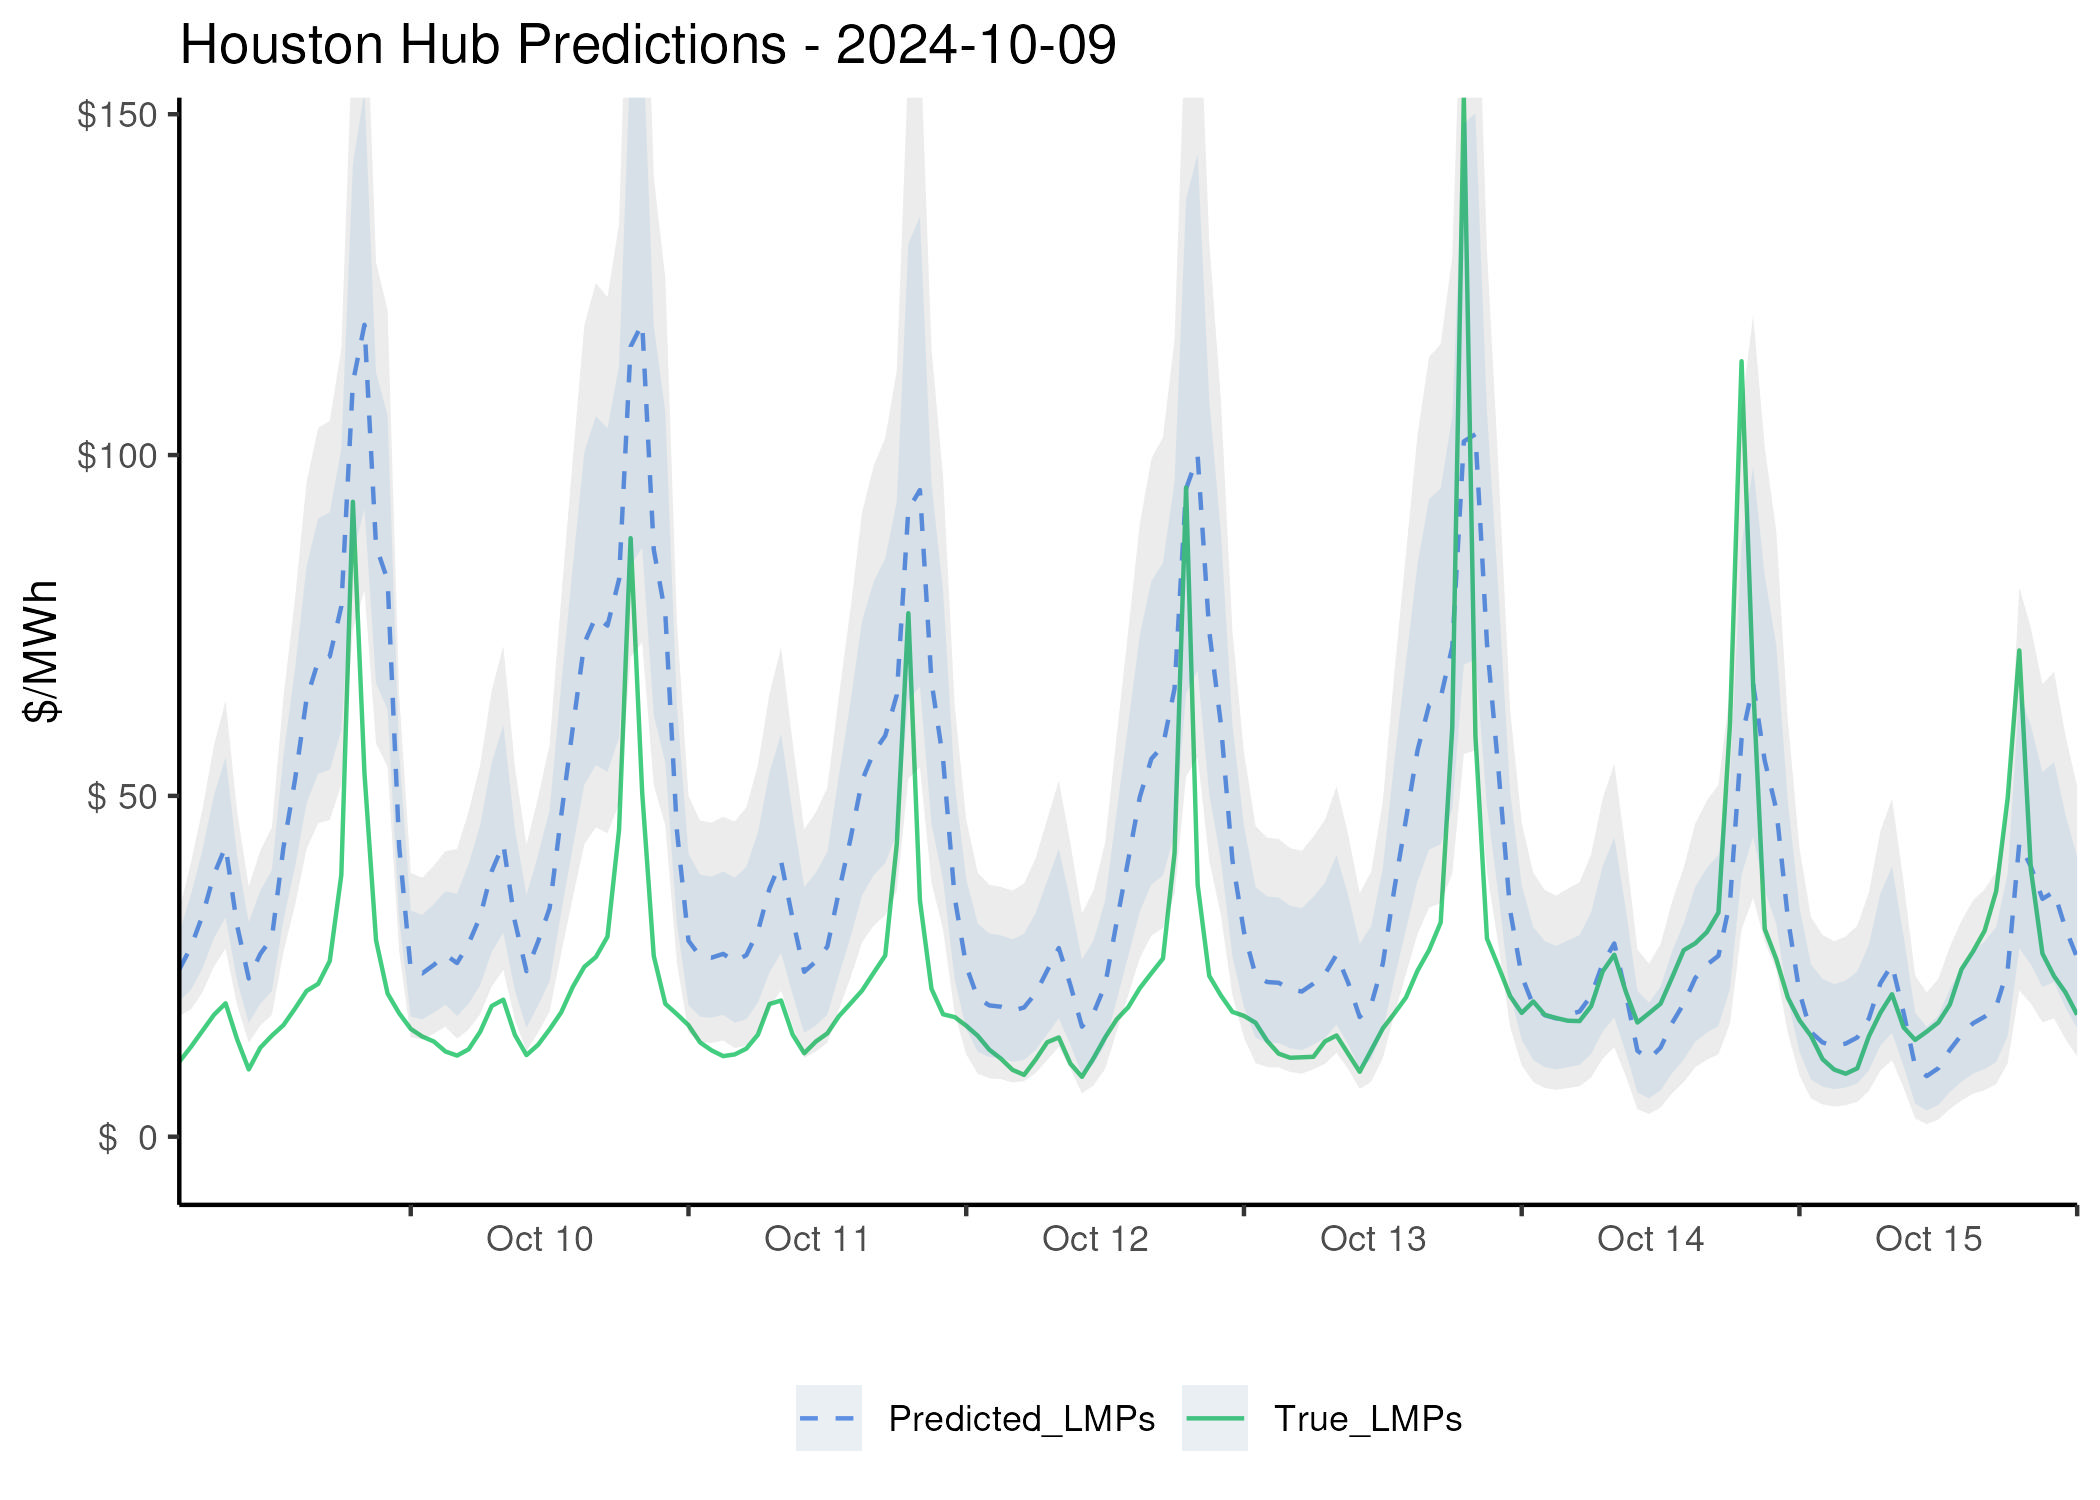 Houston Hub Predictions - 2024-10-09
$150
$100
$ 50
$ 0
$/MWh
Oct 10 Oct 11 Oct 12 Oct 13 Oct 14 Oct 15
Predicted_LMPs True_LMPs